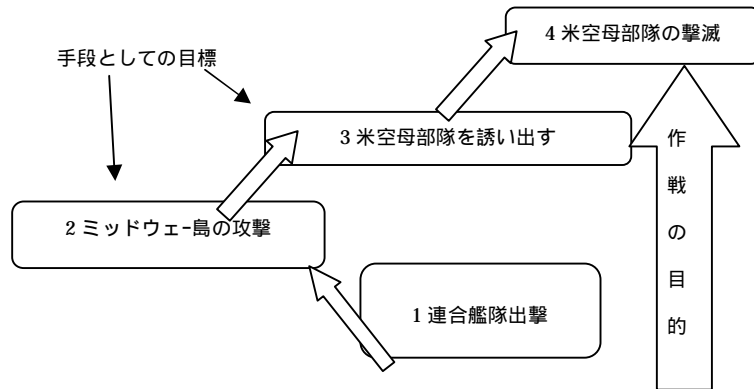 4 米空母部隊の撃滅
手段としての目標
3 米空母部隊を誘い出す
作戦の目的
2 ミッドウェ-島の攻撃
1 連合艦隊出撃